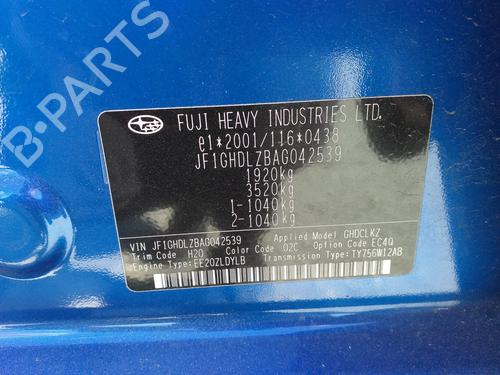 B-PARTS
FUJI HEAVY INDUSTRIES LTD.
e1*2001/116*0438
JF1GHDLZBAG042539
1920kg
3520kg
1-1040kg
2-1040kg
VIN JF1GHDLZBAG042539 Applied Model GHDCLKZ
Trim Code H20 Color Code 02C Option Code EC4Q
Engine Type: EE20ZLDYLB Transmission Type: TY756W12AB